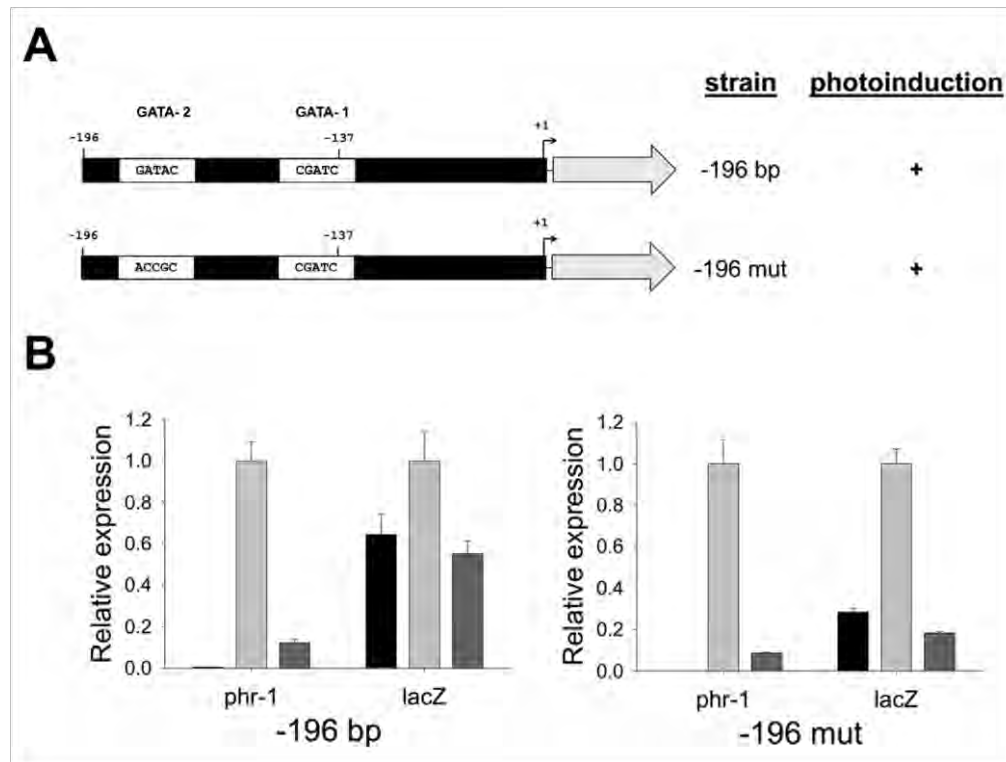 A
strain photoinduction
GATA- 2 GATA-1
-196 -137 +1
GATAC CGATC -196 bp +
-196 -137 +1
ACCGC CGATC -196 mut +
B
Relative expression
1.2
1.0
0.8
0.6
0.4
0.2
0.0
phr-1 lacZ
-196 bp
Relative expression
1.2
1.0
0.8
0.6
0.4
0.2
0.0
phr-1 lacZ
-196 mut